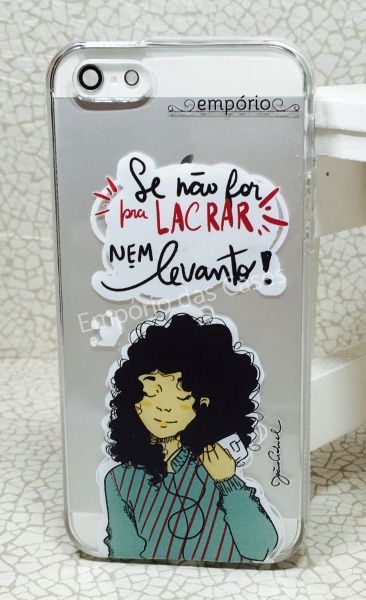 empório
Se não for
pra LACRAR
NEM
levanto!
Empório das Cases